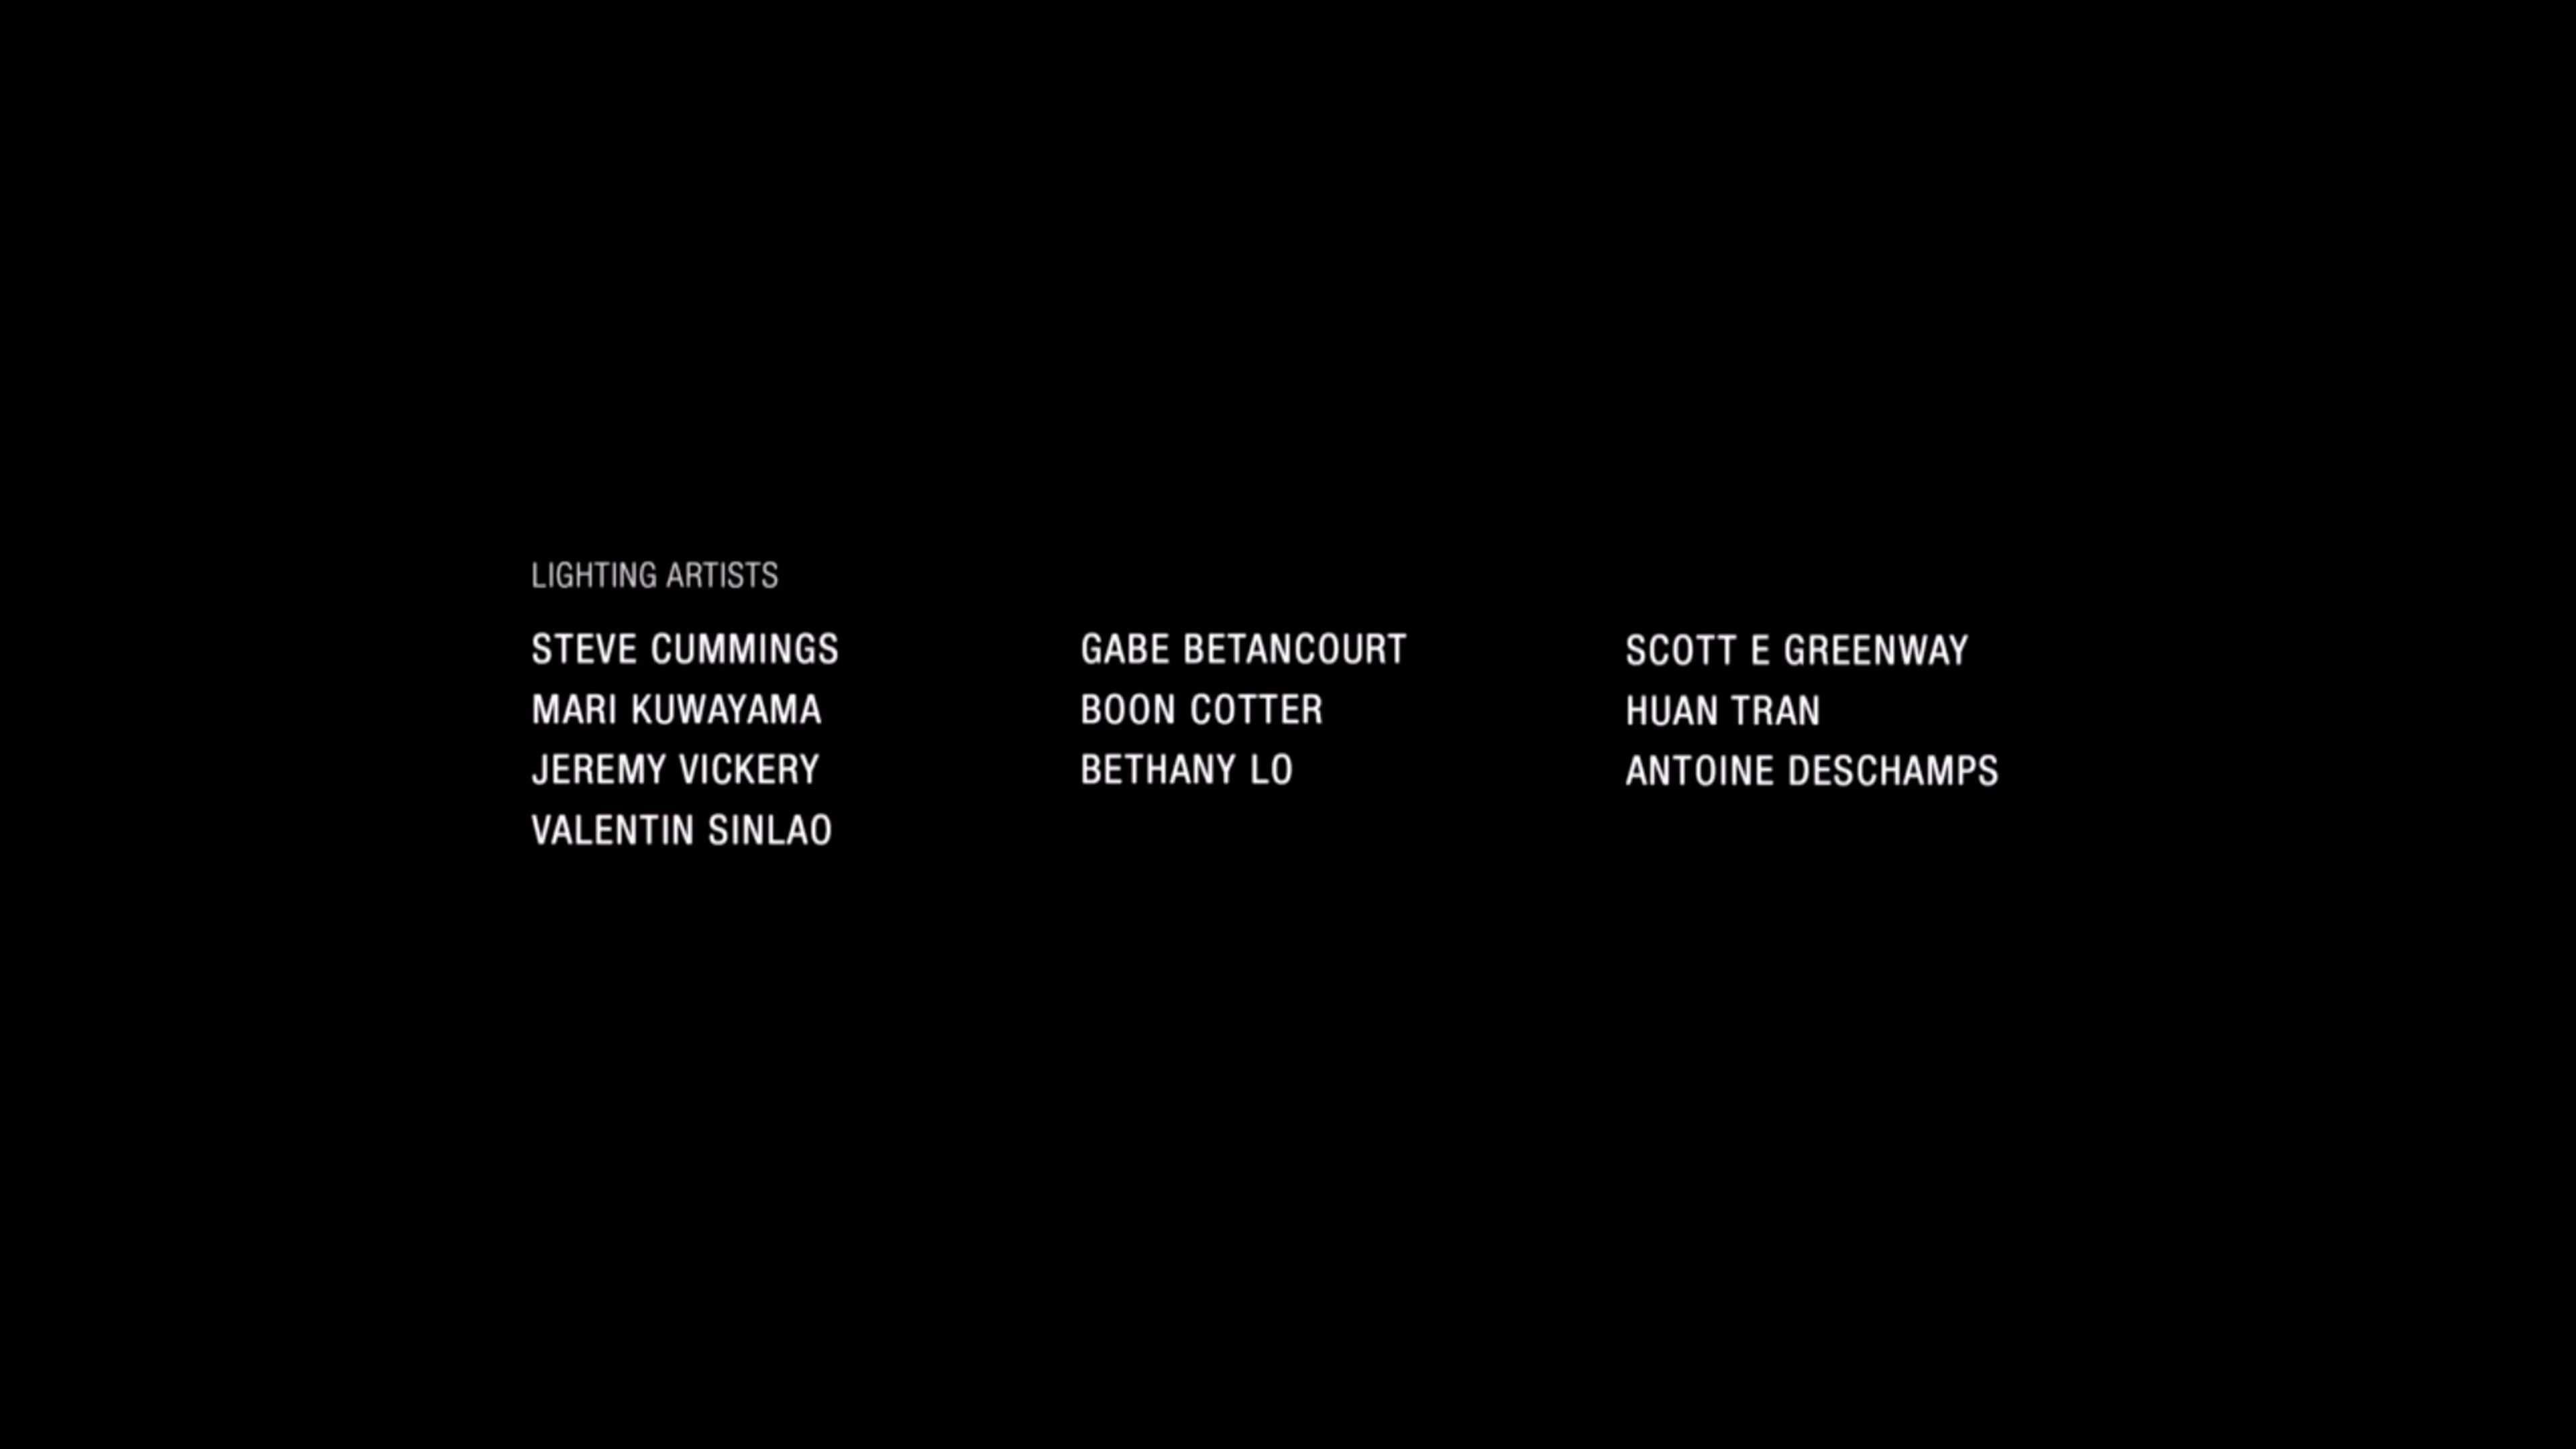 LIGHTING ARTISTS
STEVE CUMMINGS
MARI KUWAYAMA
JEREMY VICKERY
VALENTIN SINLAO
GABE BETANCOURT
BOON COTTER
BETHANY LO
SCOTT E GREENWAY
HUAN TRAN
ANTOINE DESCHAMPS